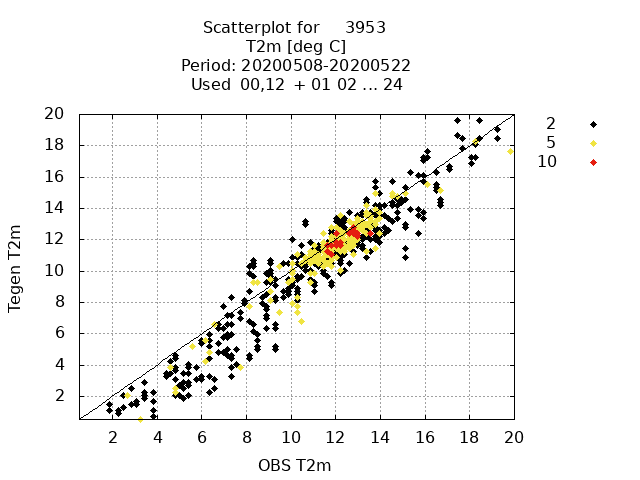 Scatterplot for 3953
T2m [deg C]
Period: 20200508-20200522
Used 00,12 + 01 02 ... 24
2
5
10
20
18
16
14
12
10
8
6
4
2
Tegen T2m
2 4 6 8 10 12 14 16 18 20
OBS T2m